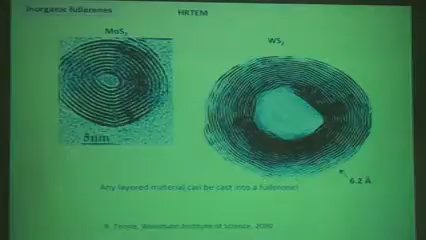 Inorganic fullerenes
HRTEM
MoS2
WS2
5nm
6.2 Å
Any layered material can be cast into a fullerene!
R. Tenne, Weizmann Institute of Science,